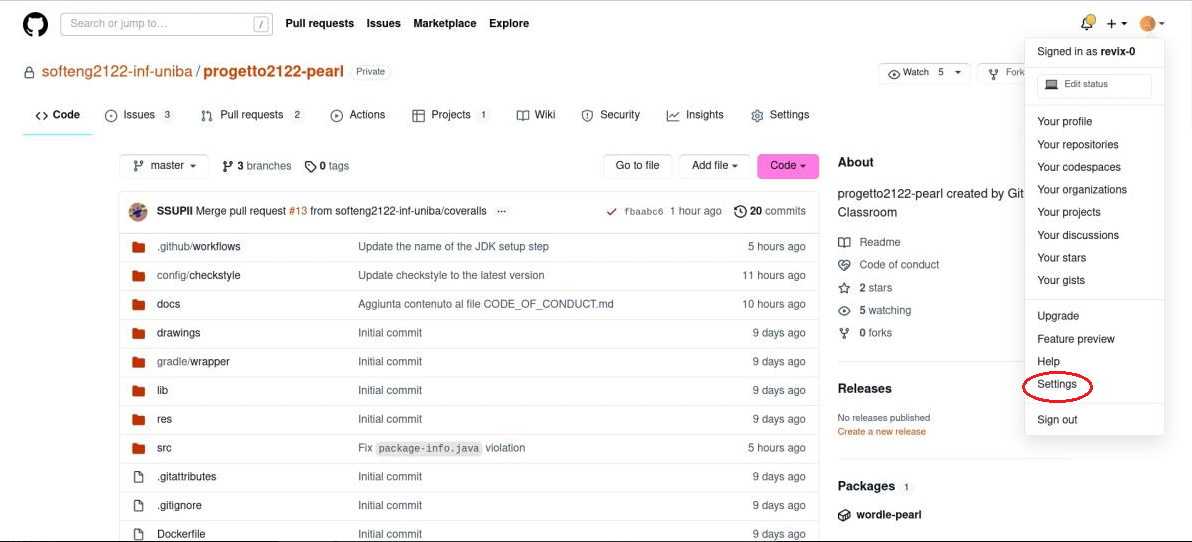 Search or jump to… /
Pull requests Issues Marketplace Explore
Signed in as revix-0
Edit status
Your profile
Your repositories
Your codespaces
Your organizations
Your projects
Your discussions
Your stars
Your gists
Upgrade
Feature preview
Help
Settings
Sign out
softeng2122-inf-uniba / progetto2122-pearl Private
Watch 5 Fork
Code Issues 3 Pull requests 2 Actions Projects 1 Wiki Security Insights Settings
master 3 branches 0 tags Go to file Add file Code
SSUPII Merge pull request #13 from softeng2122-inf-uniba/coveralls ... fbaabc6 1 hour ago 20 commits
.github/workflows Update the name of the JDK setup step 5 hours ago
config/checkstyle Update checkstyle to the latest version 11 hours ago
docs Aggiunta contenuto al file CODE_OF_CONDUCT.md 10 hours ago
drawings Initial commit 9 days ago
gradle/wrapper Initial commit 9 days ago
lib Initial commit 9 days ago
res Initial commit 9 days ago
src Fix package-info.java violation 5 hours ago
.gitattributes Initial commit 9 days ago
.gitignore Initial commit 9 days ago
Dockerfile Initial commit 9 days ago
About
progetto2122-pearl created by Git
Classroom
Readme
Code of conduct
2 stars
5 watching
0 forks
Releases
No releases published
Create a new release
Packages 1
wordle-pearl